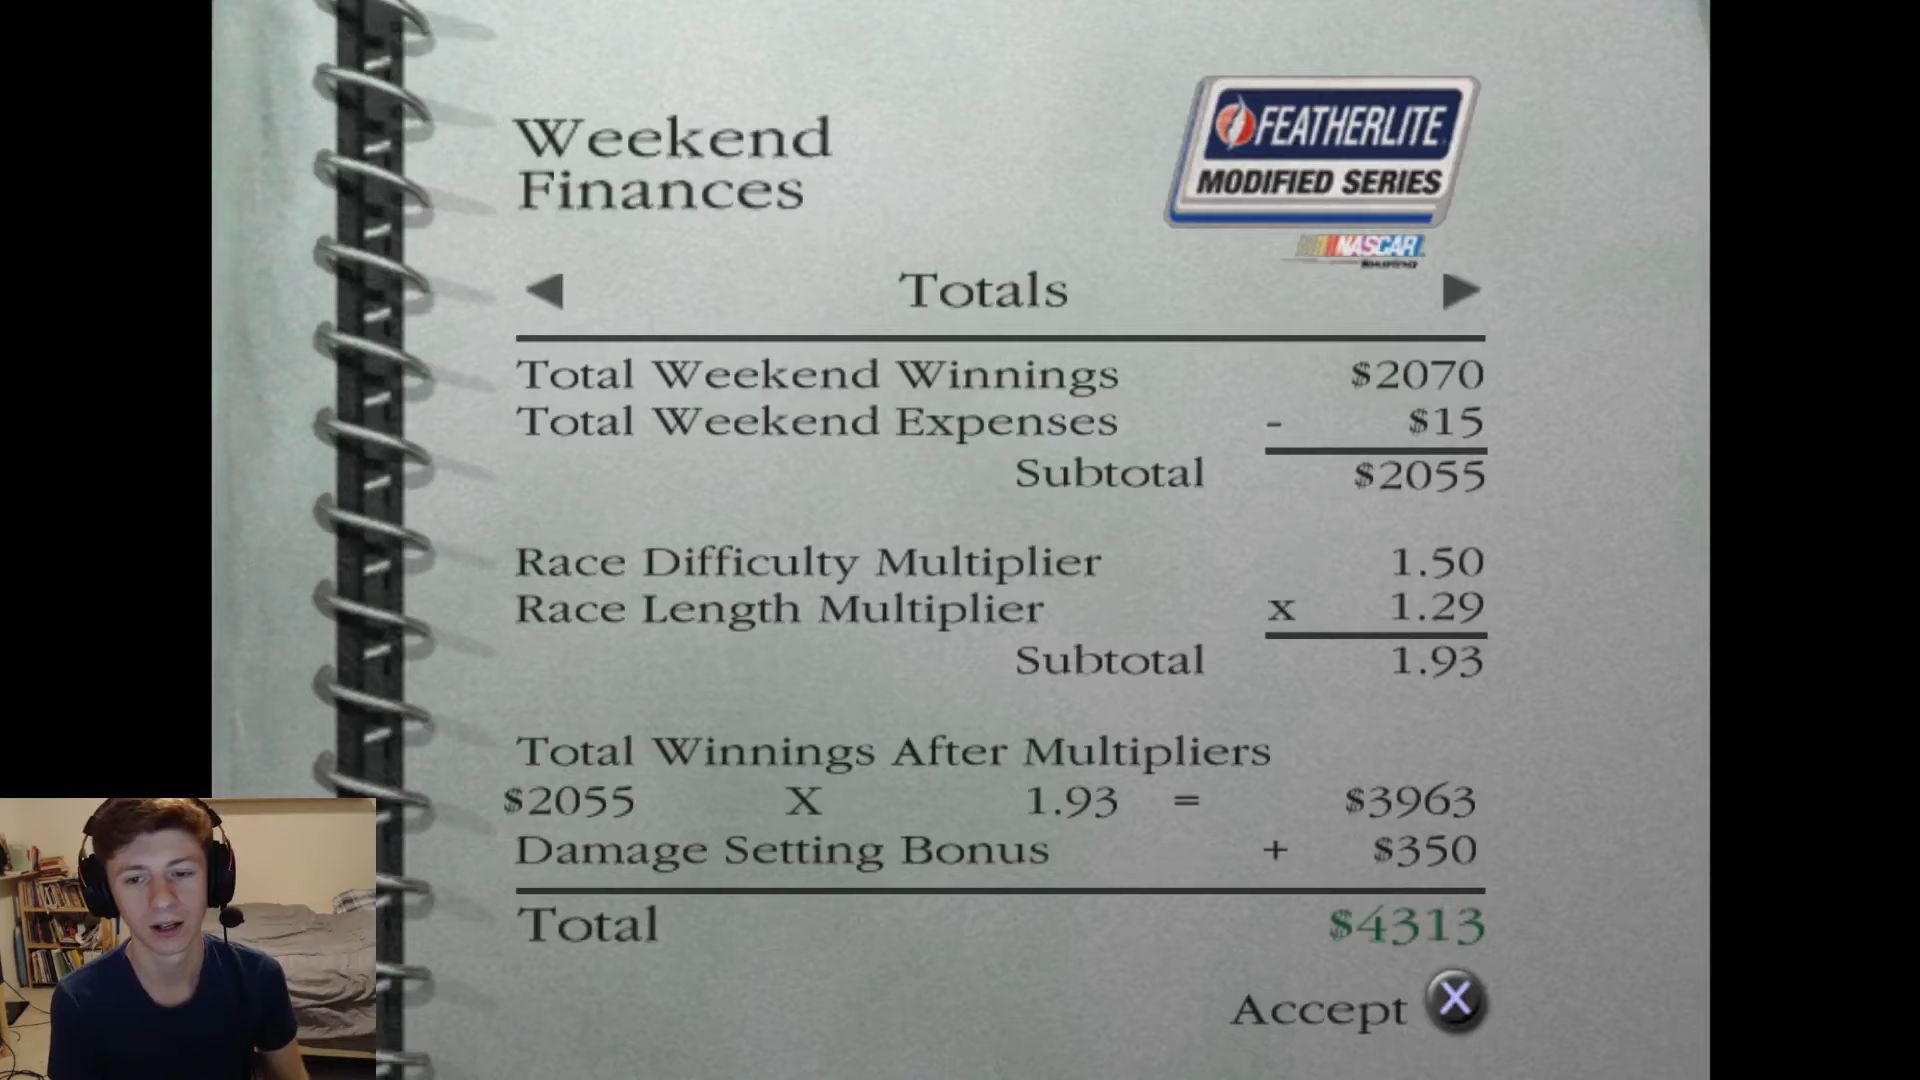 Weekend
Finances
FEATHERLITE
MODIFIED SERIES
NASCAR
Totals
Total Weekend Winnings $2070
Total Weekend Expenses - $15
Subtotal $2055
Race Difficulty Multiplier 1.50
Race Length Multiplier x 1.29
Subtotal 1.93
Total Winnings After Multipliers
$2055 X 1.93 = $3963
Damage Setting Bonus + $350
Total $4313
Accept X